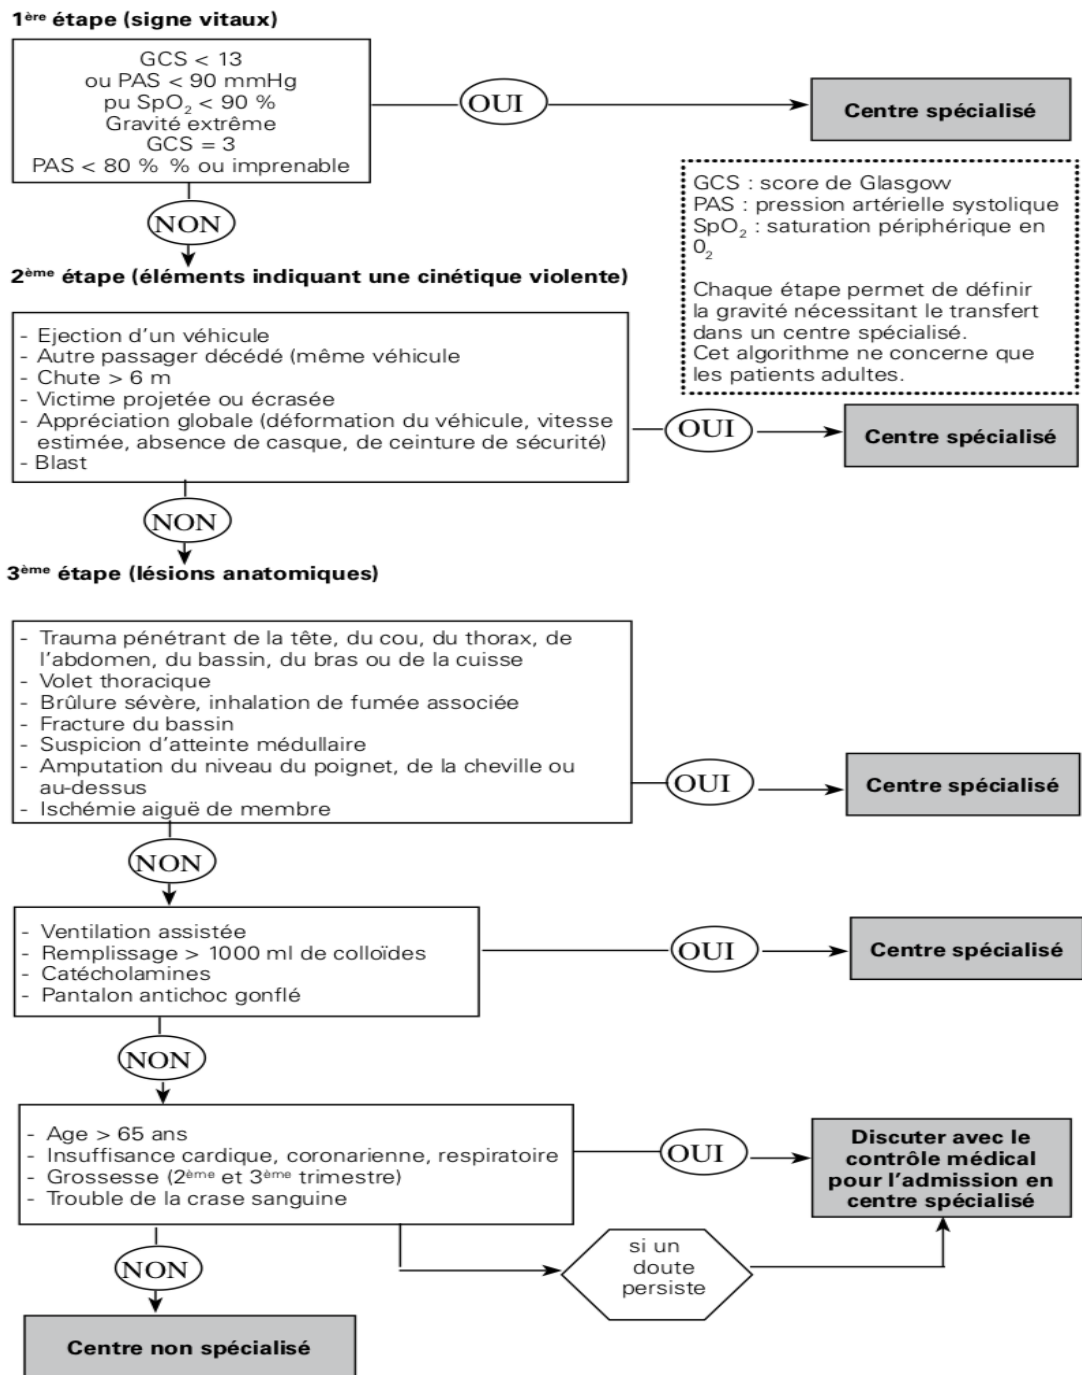 1ère étape (signe vitaux)
GCS < 13
ou PAS < 90 mmHg
pu SpO₂ < 90 %
Gravité extrême
GCS = 3
PAS < 80 % % ou imprenable
OUI
Centre spécialisé
GCS : score de Glasgow
PAS : pression artérielle systolique
SpO₂ : saturation périphérique en
0₂
Chaque étape permet de définir
la gravité nécessitant le transfert
dans un centre spécialisé.
Cet algorithme ne concerne que
les patients adultes.
NON
2ème étape (éléments indiquant une cinétique violente)
- Ejection d'un véhicule
- Autre passager décédé (même véhicule
- Chute > 6 m
- Victime projetée ou écrasée
- Appréciation globale (déformation du véhicule, vitesse
estimée, absence de casque, de ceinture de sécurité)
- Blast
OUI
Centre spécialisé
NON
3ème étape (lésions anatomiques)
- Trauma pénétrant de la tête, du cou, du thorax, de
l'abdomen, du bassin, du bras ou de la cuisse
- Volet thoracique
- Brûlure sévère, inhalation de fumée associée
- Fracture du bassin
- Suspicion d'atteinte médullaire
- Amputation du niveau du poignet, de la cheville ou
au-dessus
- Ischémie aiguë de membre
OUI
Centre spécialisé
NON
- Ventilation assistée
- Remplissage > 1000 ml de colloïdes
- Catécholamines
- Pantalon antichoc gonflé
OUI
Centre spécialisé
NON
- Age > 65 ans
- Insuffisance cardique, coronarienne, respiratoire
- Grossesse (2ème et 3ème trimestre)
- Trouble de la crase sanguine
OUI
Discuter avec le
contrôle médical
pour l'admission en
centre spécialisé
si un
doute
persiste
NON
Centre non spécialisé